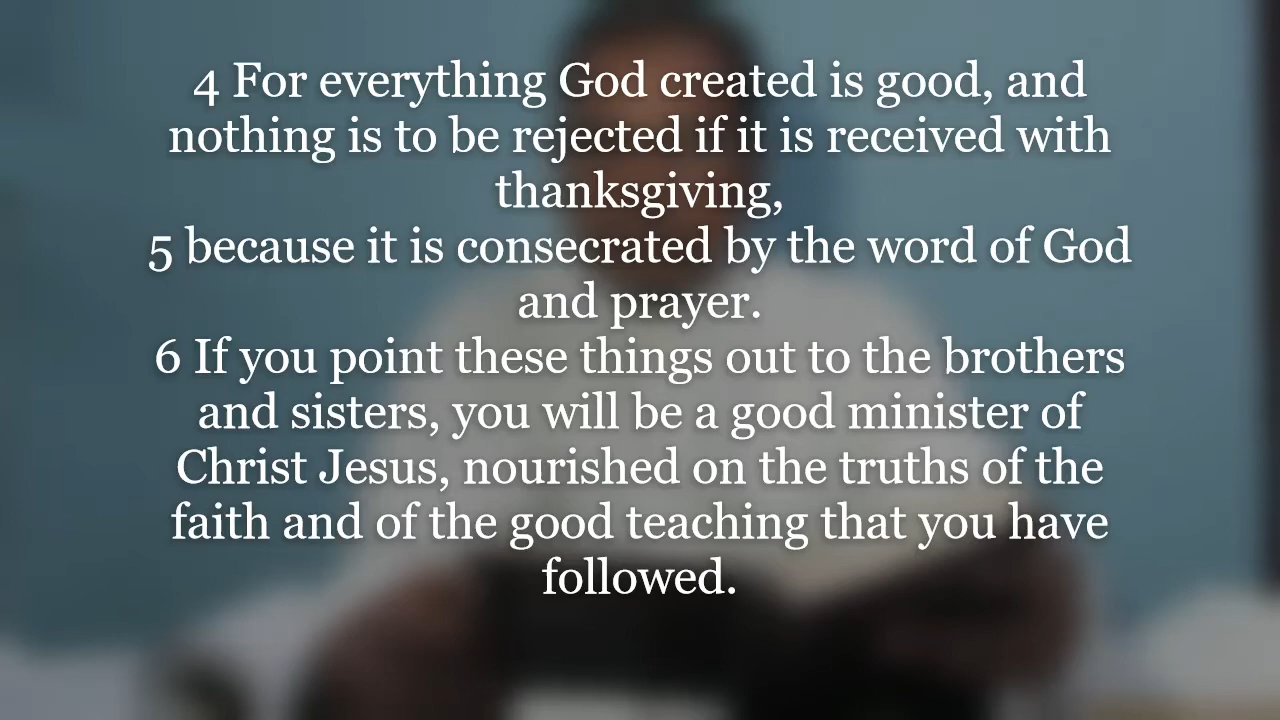 4 For everything God created is good, and
nothing is to be rejected if it is received with
thanksgiving,
5 because it is consecrated by the word of God
and prayer.
6 If you point these things out to the brothers
and sisters, you will be a good minister of
Christ Jesus, nourished on the truths of the
faith and of the good teaching that you have
followed.